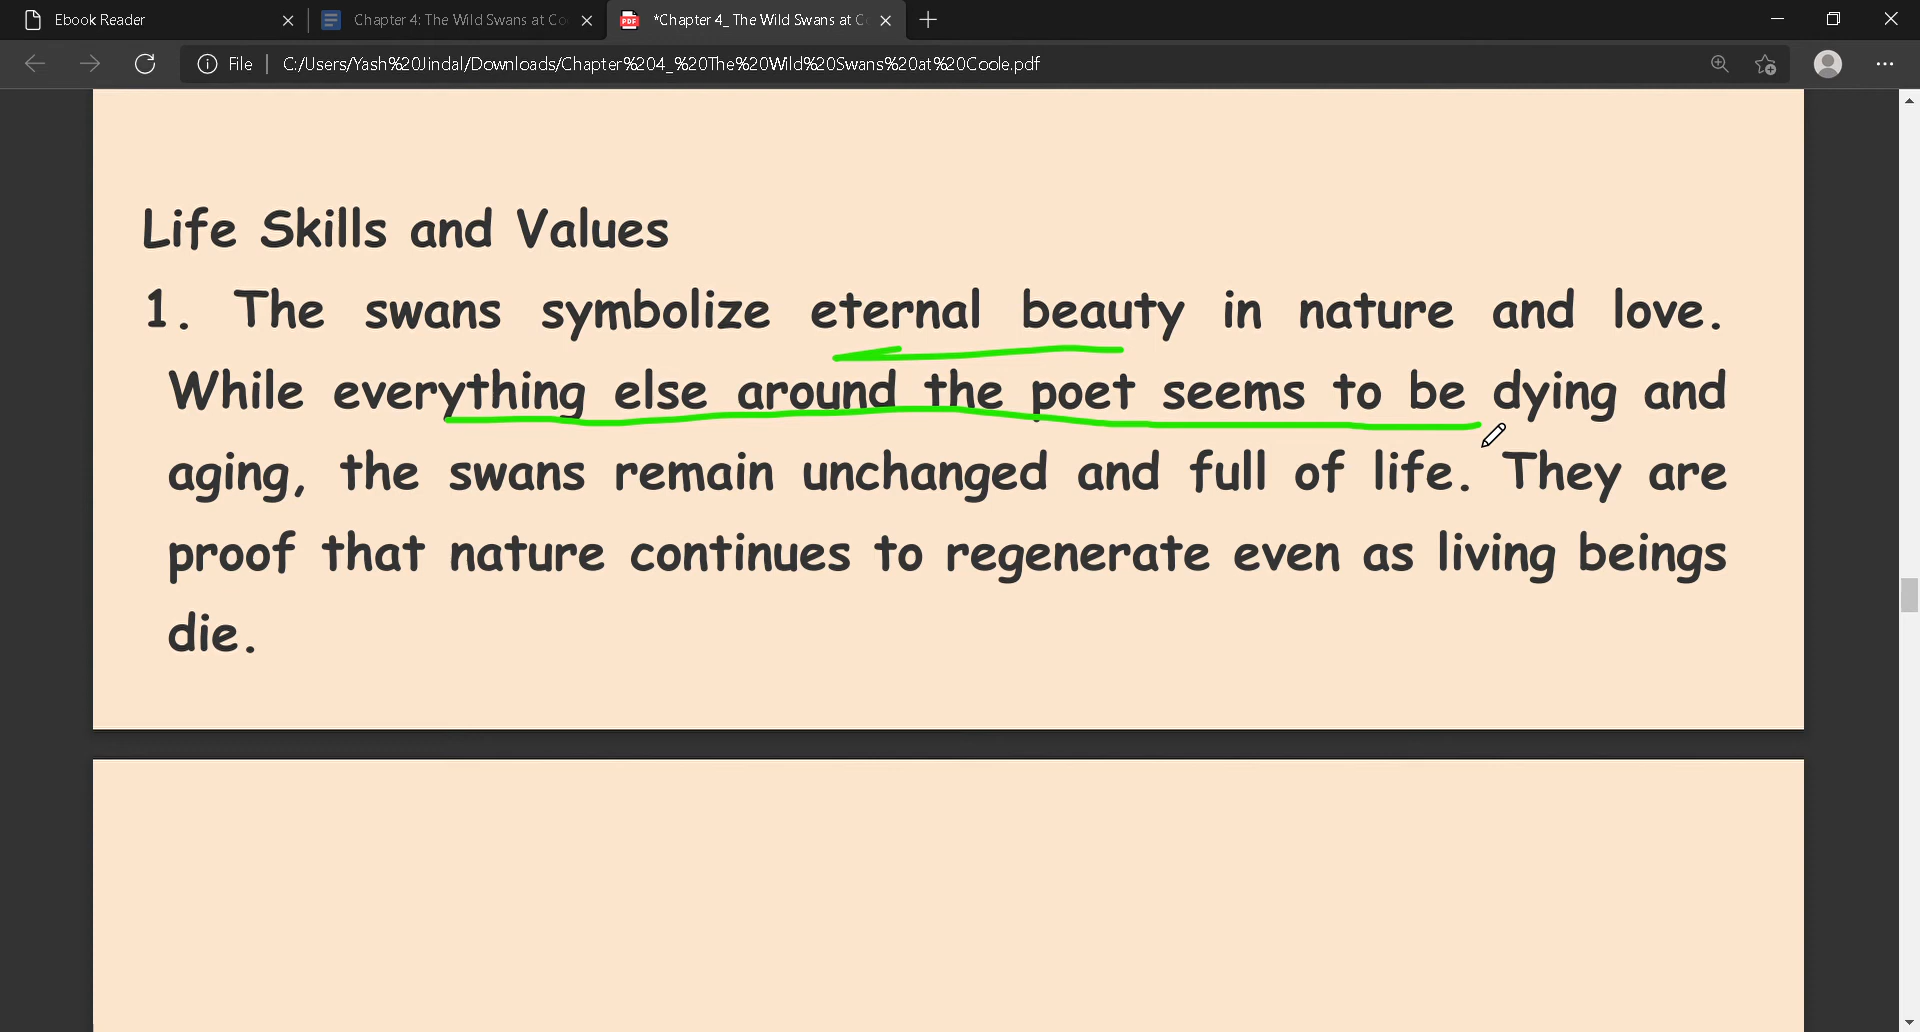 Ebook Reader
Chapter 4: The Wild Swans at Co
*Chapter 4_ The Wild Swans at C
File
C:/Users/Yash%20Jindal/Downloads/Chapter%204_%20The%20Wild%20Swans%20at%20Coole.pdf
Life Skills and Values
1. The swans symbolize eternal beauty in nature and love.
While everything else around the poet seems to be dying and
aging, the swans remain unchanged and full of life. They are
proof that nature continues to regenerate even as living beings
die.